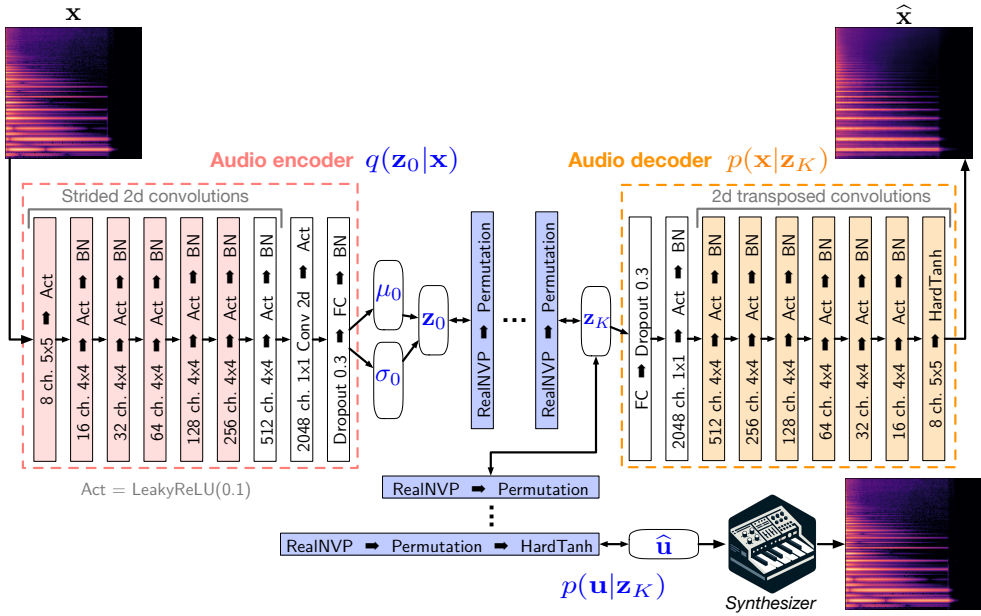 x
x̂
Audio encoder q(z₀|x)
Audio decoder p(x|z_K)
Strided 2d convolutions
2d transposed convolutions
8 ch. 5x5 ➡ Act
16 ch. 4x4 ➡ Act ➡ BN
32 ch. 4x4 ➡ Act ➡ BN
64 ch. 4x4 ➡ Act ➡ BN
128 ch. 4x4 ➡ Act ➡ BN
256 ch. 4x4 ➡ Act ➡ BN
512 ch. 4x4 ➡ Act ➡ BN
2048 ch. 1x1 Conv 2d ➡ Act
Dropout 0.3 ➡ FC ➡ BN
μ₀
σ₀
z₀
RealNVP ➡ Permutation
...
RealNVP ➡ Permutation
z_K
FC ➡ Dropout 0.3
2048 ch. 1x1 ➡ Act ➡ BN
512 ch. 4x4 ➡ Act ➡ BN
256 ch. 4x4 ➡ Act ➡ BN
128 ch. 4x4 ➡ Act ➡ BN
64 ch. 4x4 ➡ Act ➡ BN
32 ch. 4x4 ➡ Act ➡ BN
16 ch. 4x4 ➡ Act ➡ BN
8 ch. 5x5 ➡ HardTanh
Act = LeakyReLU(0.1)
RealNVP ➡ Permutation
...
RealNVP ➡ Permutation ➡ HardTanh
û
p(u|z_K)
Synthesizer